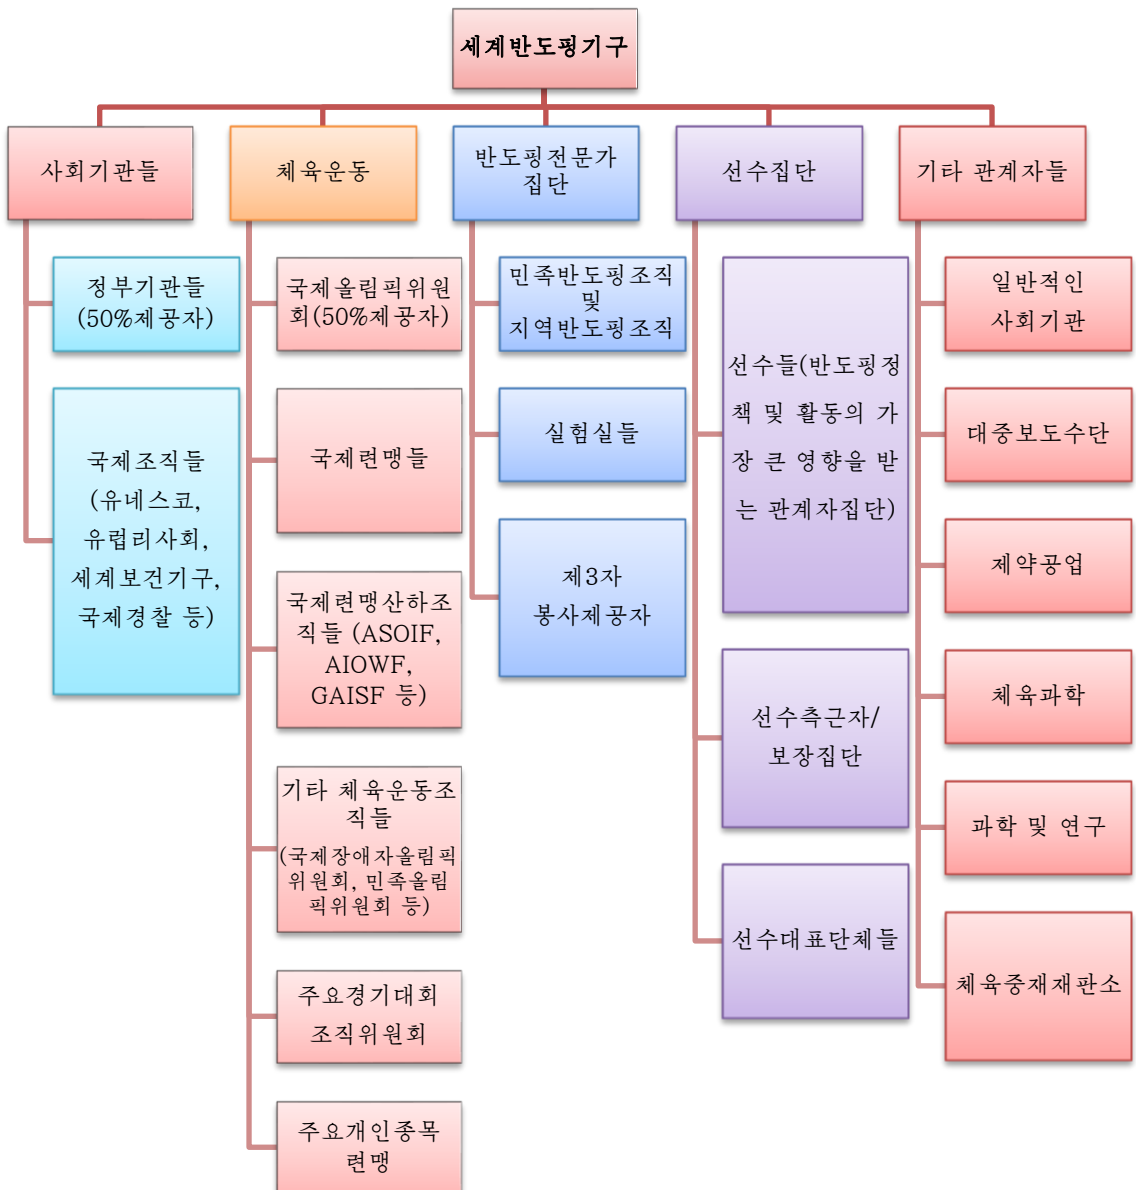 세계반도핑기구
사회기관들
정부기관들
(50%제공자)
국제조직들
(유네스코,
유럽리사회,
세계보건기구,
국제경찰 등)
체육운동
국제올림픽위원
회(50%제공자)
국제련맹들
국제련맹산하조
직들 (ASOIF,
AIOWF,
GAISF 등)
기타 체육운동조
직들
(국제장애자올림픽
위원회, 민족올림
픽위원회 등)
주요경기대회
조직위원회
주요개인종목
련맹
반도핑전문가
집단
민족반도핑조직
및
지역반도핑조직
실험실들
제3자
봉사제공자
선수집단
선수들(반도핑정
책 및 활동의 가
장 큰 영향을 받
는 관계자집단)
선수측근자/
보장집단
선수대표단체들
기타 관계자들
일반적인
사회기관
대중보도수단
제약공업
체육과학
과학 및 연구
체육중재재판소